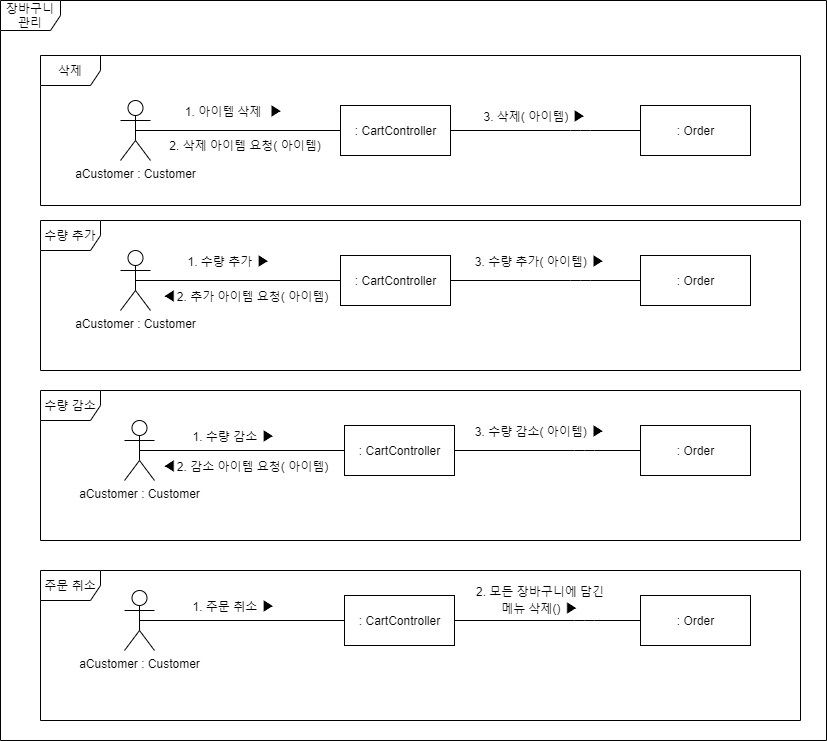 장바구니
관리
삭제
1. 아이템 삭제 ▶
2. 삭제 아이템 요청( 아이템)
aCustomer : Customer
: CartController
3. 삭제( 아이템) ▶
: Order
수량 추가
1. 수량 추가 ▶
◀ 2. 추가 아이템 요청( 아이템)
aCustomer : Customer
: CartController
3. 수량 추가( 아이템) ▶
: Order
수량 감소
1. 수량 감소 ▶
◀ 2. 감소 아이템 요청( 아이템)
aCustomer : Customer
: CartController
3. 수량 감소( 아이템) ▶
: Order
주문 취소
1. 주문 취소 ▶
aCustomer : Customer
: CartController
2. 모든 장바구니에 담긴
메뉴 삭제() ▶
: Order